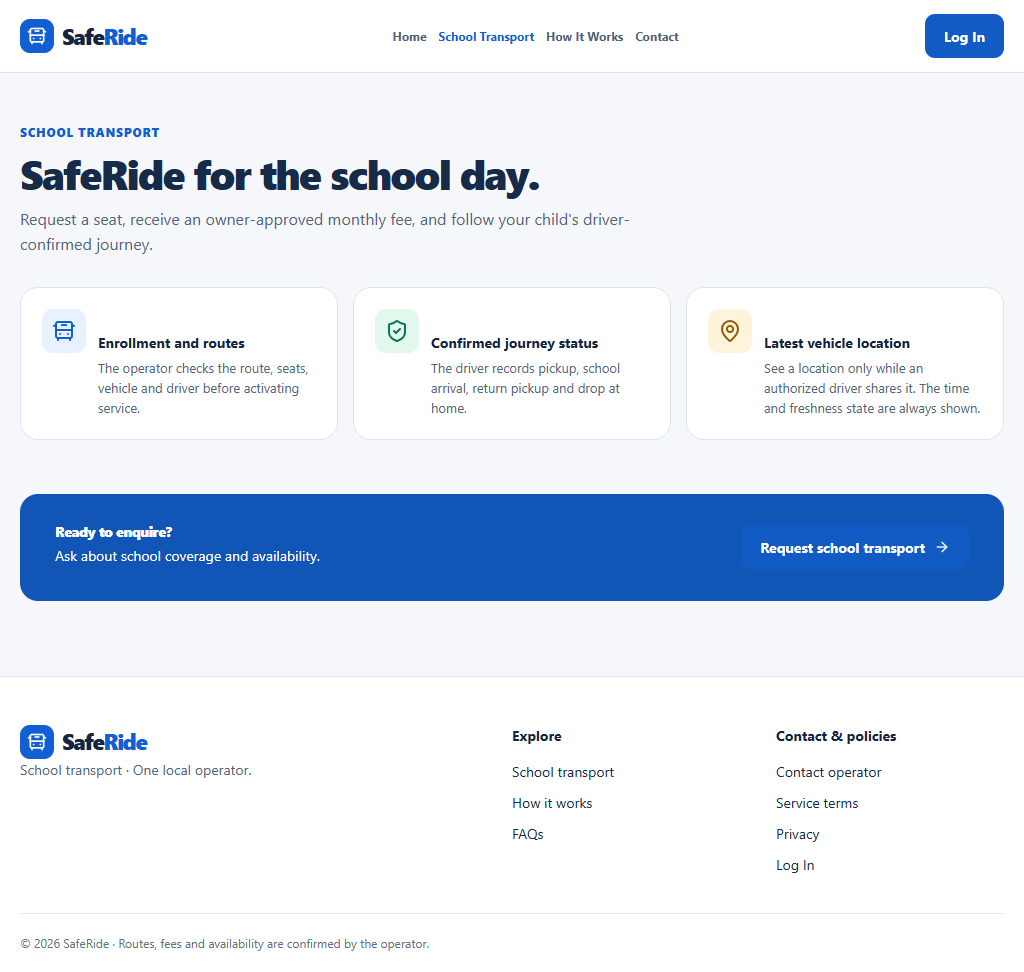 SafeRide
Home School Transport How It Works Contact
Log In
SCHOOL TRANSPORT
SafeRide for the school day.
Request a seat, receive an owner-approved monthly fee, and follow your child's driver-
confirmed journey.
Enrollment and routes
The operator checks the route, seats,
vehicle and driver before activating
service.
Confirmed journey status
The driver records pickup, school
arrival, return pickup and drop at
home.
Latest vehicle location
See a location only while an
authorized driver shares it. The time
and freshness state are always shown.
Ready to enquire?
Ask about school coverage and availability.
Request school transport →
SafeRide
School transport · One local operator.
Explore
School transport
How it works
FAQs
Contact & policies
Contact operator
Service terms
Privacy
Log In
© 2026 SafeRide · Routes, fees and availability are confirmed by the operator.